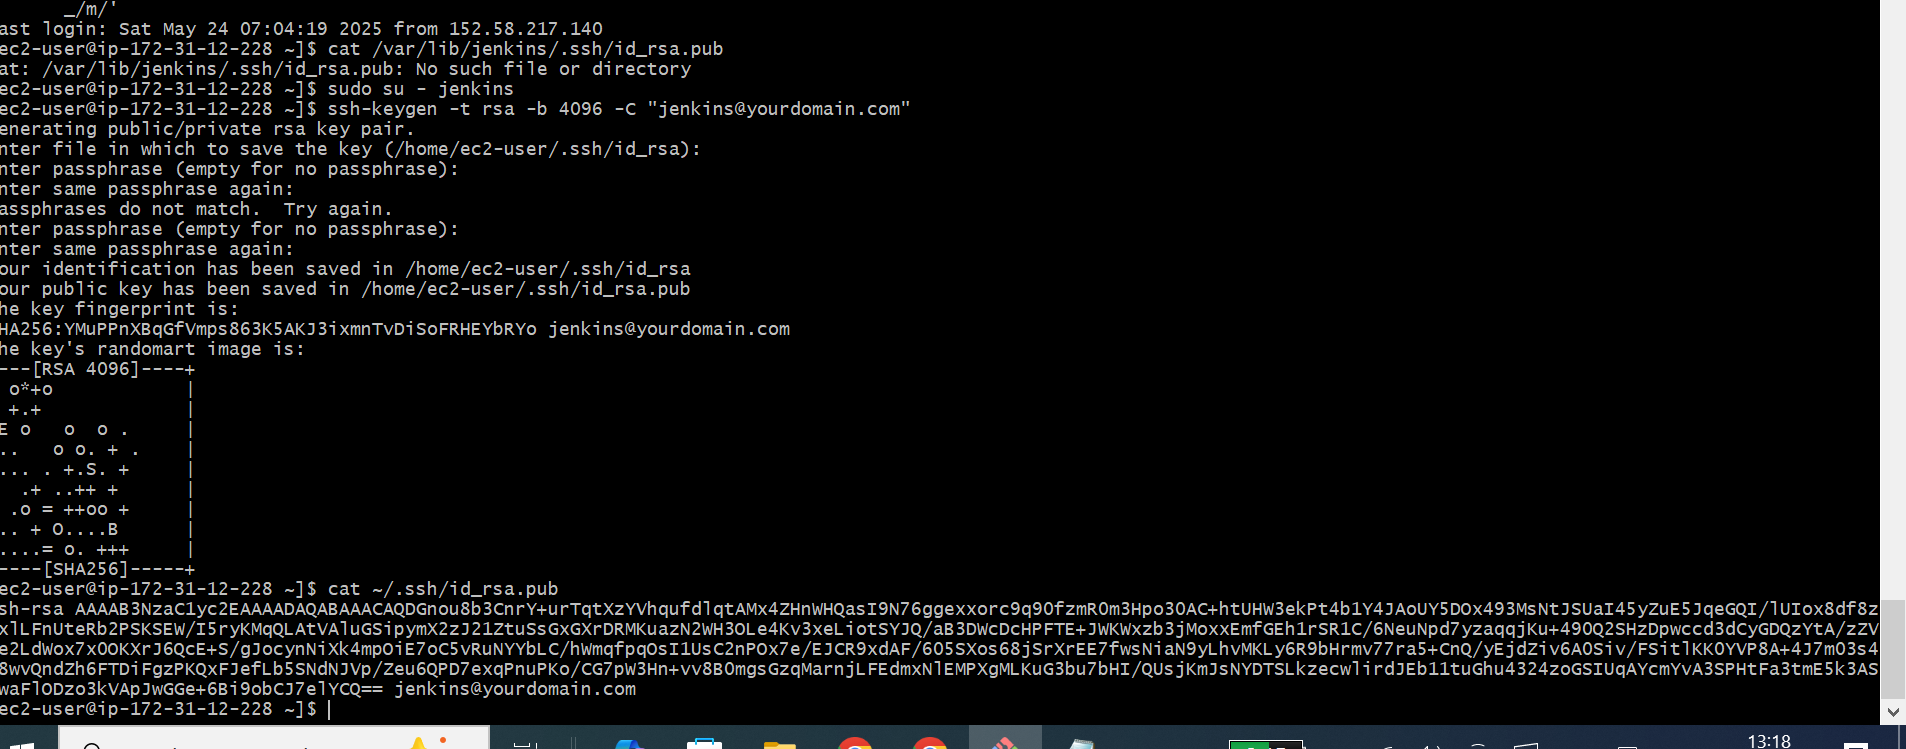 _/m/'
ast login: Sat May 24 07:04:19 2025 from 152.58.217.140
ec2-user@ip-172-31-12-228 ~]$ cat /var/lib/jenkins/.ssh/id_rsa.pub
at: /var/lib/jenkins/.ssh/id_rsa.pub: No such file or directory
ec2-user@ip-172-31-12-228 ~]$ sudo su - jenkins
ec2-user@ip-172-31-12-228 ~]$ ssh-keygen -t rsa -b 4096 -C "jenkins@yourdomain.com"
enerating public/private rsa key pair.
nter file in which to save the key (/home/ec2-user/.ssh/id_rsa):
nter passphrase (empty for no passphrase):
nter same passphrase again:
assphrases do not match.  Try again.
nter passphrase (empty for no passphrase):
nter same passphrase again:
our identification has been saved in /home/ec2-user/.ssh/id_rsa
our public key has been saved in /home/ec2-user/.ssh/id_rsa.pub
he key fingerprint is:
HA256:YMuPPnXBqGfVmps863K5AKJ3ixmnTvDiSoFRHEYbRYo jenkins@yourdomain.com
he key's randomart image is:
---[RSA 4096]----+
 o*+o            |
 +.+             |
E o   o  o .     |
..   o o. + .    |
... . +.S. +     |
  .+ ..++ +      |
 .o = ++oo +     |
.. + O....B      |
....= o. +++     |
----[SHA256]-----+
ec2-user@ip-172-31-12-228 ~]$ cat ~/.ssh/id_rsa.pub
sh-rsa AAAAB3NzaC1yc2EAAAADAQABAAACAQDGnou8b3CnrY+urTqtXzYVhqufdlqtAMx4ZHnWHQasI9N76ggexxorc9q9OfzmR0m3Hpo3OAC+htUHW3ekPt4b1Y4JAoUY5DOx493MsNtJSUaI45yZuE5JqeGQI/lUIox8df8z
xlLFnUteRb2PSKSEW/I5ryKMqQLAtVAluGSipymX2zJ21ZtuSsGxGXrDRMKuazN2WH3OLe4Kv3xeLiotSYJQ/aB3DWcDcHPFTE+JWKWxzb3jMoxxEmfGEh1rSR1C/6NeuNpd7yzaqqjKu+490Q2SHzDpwccd3dCyGDQzYtA/zZV
e2LdWox7xOOKXrJ6QcE+S/gJocynNiXk4mpOiE7oC5vRuNYYbLC/hWmqfpqOsI1UsC2nPOx7e/EJCR9xdAF/605SXos68jSrXrEE7fwsNiaN9yLhvMKLy6R9bHrmv77ra5+CnQ/yEjdZiv6A0Siv/FSitlKK0YVP8A+4J7m03s4
8wvQndZh6FTDiFgzPKQxFJefLb5SNdNJVp/Zeu6QPD7exqPnuPKo/CG7pW3Hn+vv8B0mgsGzqMarnjLFEdmxNlEMPXgMLKuG3bu7bHI/QUsjKmJsNYDTSLkzecwlirdJEb11tuGhu4324zoGSIUqAYcmYvA3SPHtFa3tmE5k3AS
waFlODzo3kVApJwGGe+6Bi9obCJ7elYCQ== jenkins@yourdomain.com
ec2-user@ip-172-31-12-228 ~]$
13:18